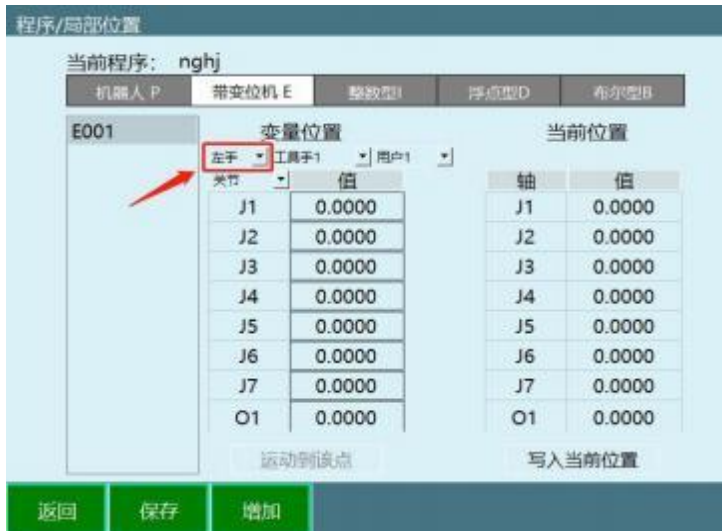 程序/局部位置
当前程序： nghj
机器人 P 带变位机 E 整数型I 浮点型D 布尔型B
E001 变量位置 当前位置
左手 工具手1 用户1
关节 值 轴 值
J1 0.0000 J1 0.0000
J2 0.0000 J2 0.0000
J3 0.0000 J3 0.0000
J4 0.0000 J4 0.0000
J5 0.0000 J5 0.0000
J6 0.0000 J6 0.0000
J7 0.0000 J7 0.0000
O1 0.0000 O1 0.0000
运动到该点 写入当前位置
返回 保存 增加